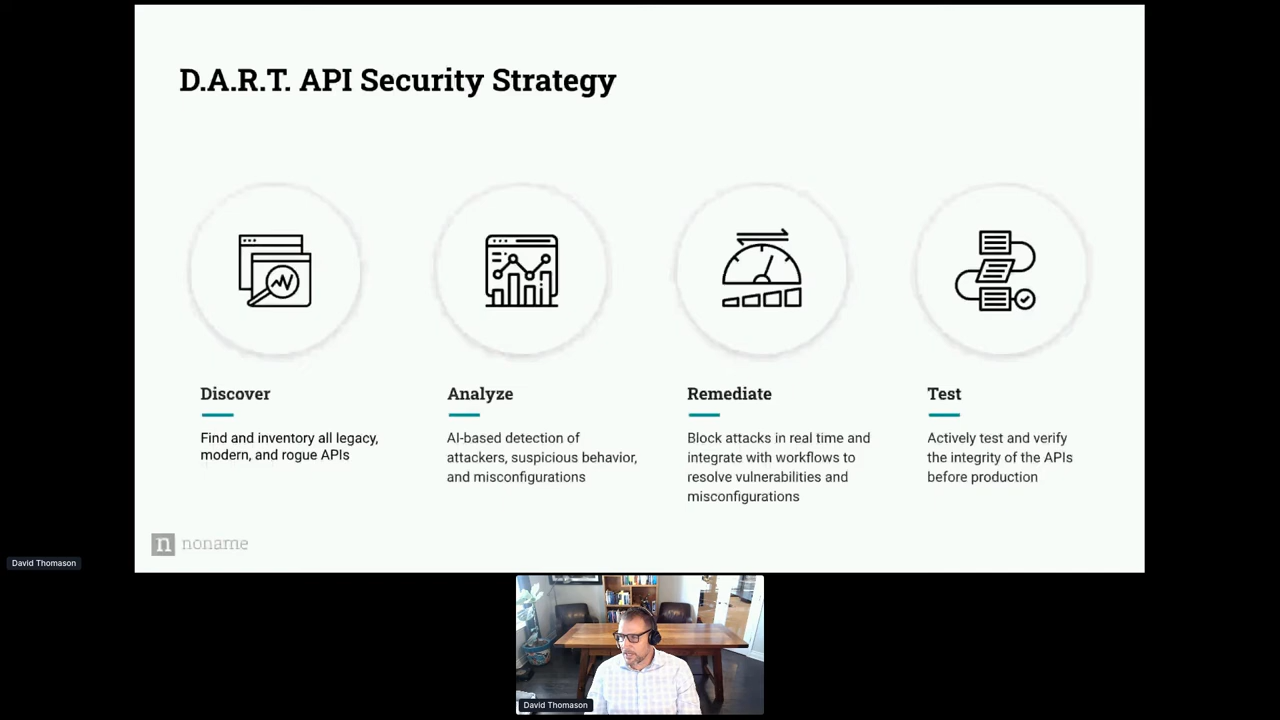 D.A.R.T. API Security Strategy
Discover
Find and inventory all legacy,
modern, and rogue APIs
Analyze
AI-based detection of
attackers, suspicious behavior,
and misconfigurations
Remediate
Block attacks in real time and
integrate with workflows to
resolve vulnerabilities and
misconfigurations
Test
Actively test and verify
the integrity of the APIs
before production
n noname
David Thomason
David Thomason